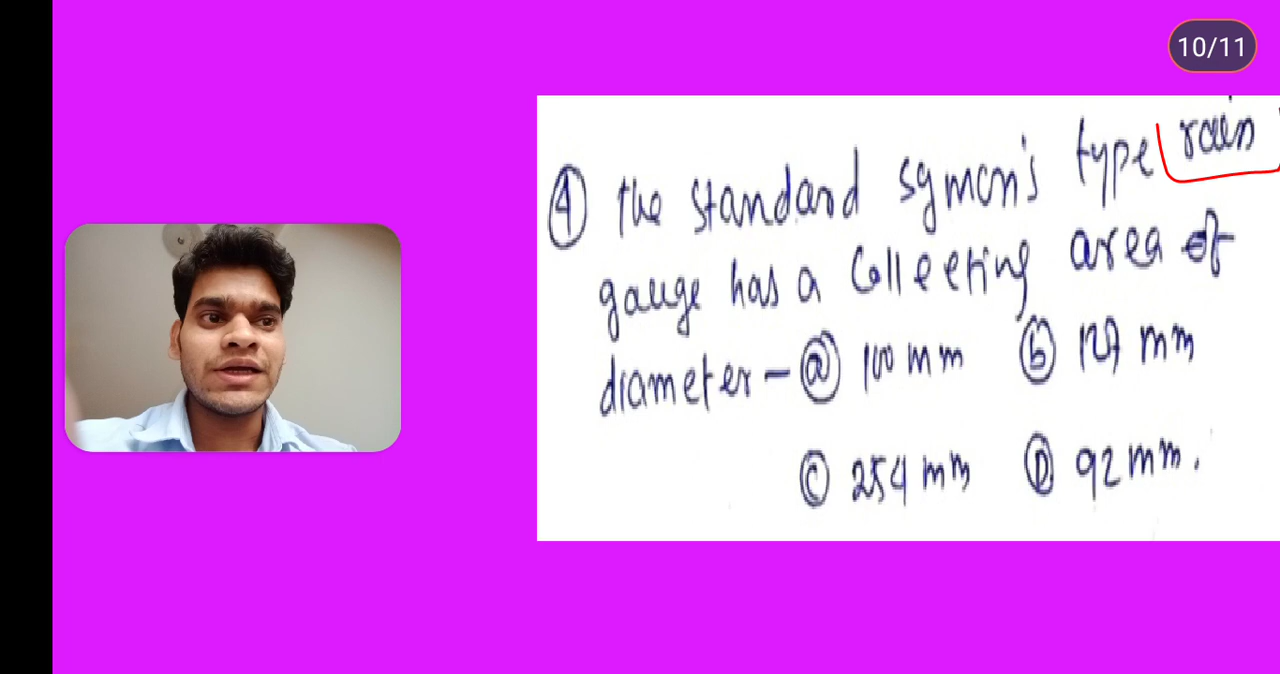 10/11
④ the standard symon's type rain
gauge has a Collecting area of
diameter - ⓐ 100 mm ⓑ 127 mm
ⓒ 254 mm Ⓓ 92 mm.